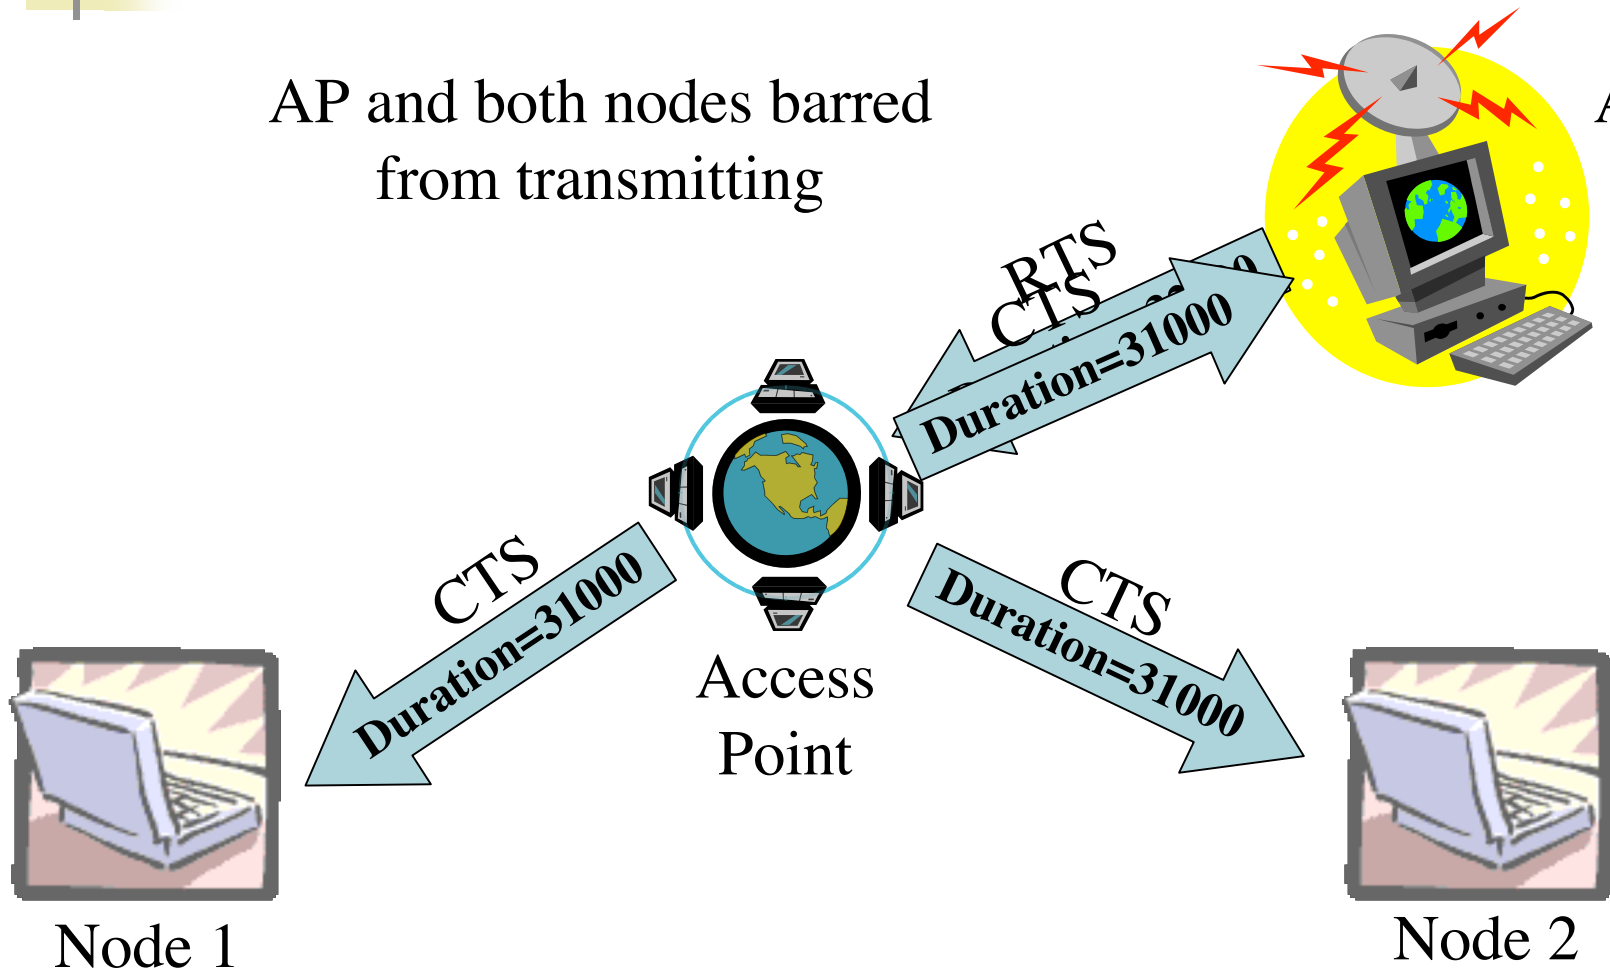 AP and both nodes barred
from transmitting
RTS
CTS
Duration=31000
CTS
Duration=31000
CTS
Duration=31000
Access
Point
Node 1
Node 2